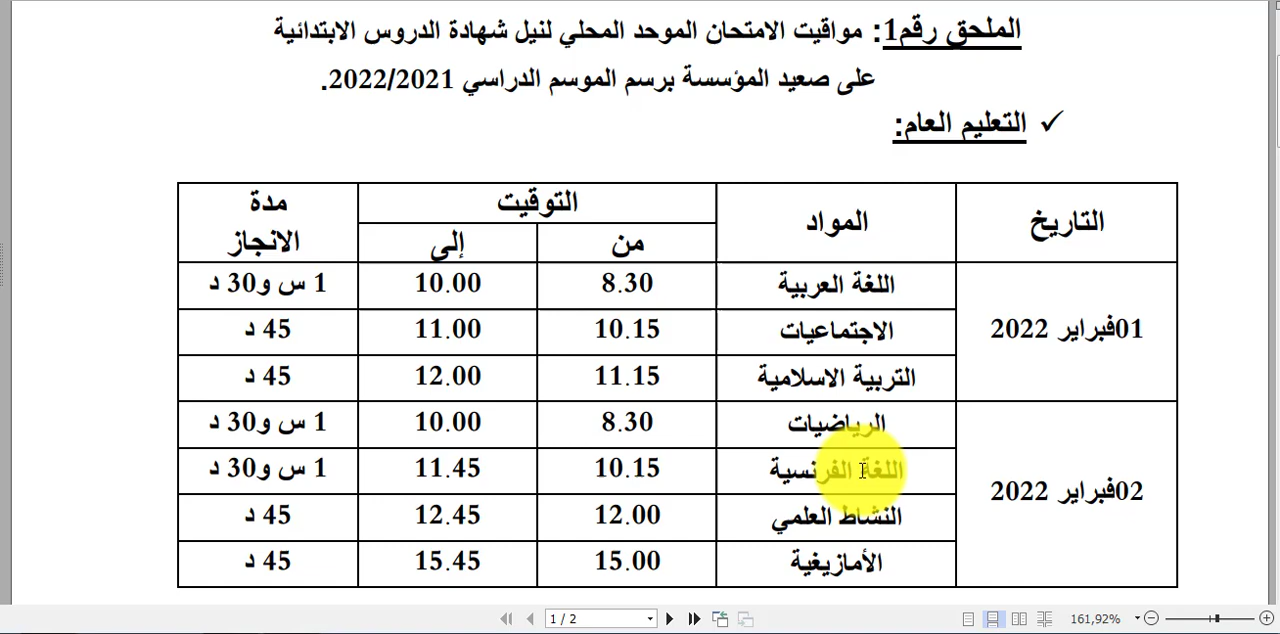 الملحق رقم1: مواقيت الامتحان الموحد المحلي لنيل شهادة الدروس الابتدائية
على صعيد المؤسسة برسم الموسم الدراسي 2022/2021.
✓ التعليم العام:
التاريخ المواد التوقيت مدة الانجاز
من إلى
01فبراير 2022
اللغة العربية 8.30 10.00 1 س و30 د
الاجتماعيات 10.15 11.00 45 د
التربية الاسلامية 11.15 12.00 45 د
02فبراير 2022
الرياضيات 8.30 10.00 1 س و30 د
اللغة الفرنسية 10.15 11.45 1 س و30 د
النشاط العلمي 12.00 12.45 45 د
الأمازيغية 15.00 15.45 45 د
1 / 2
161,92%